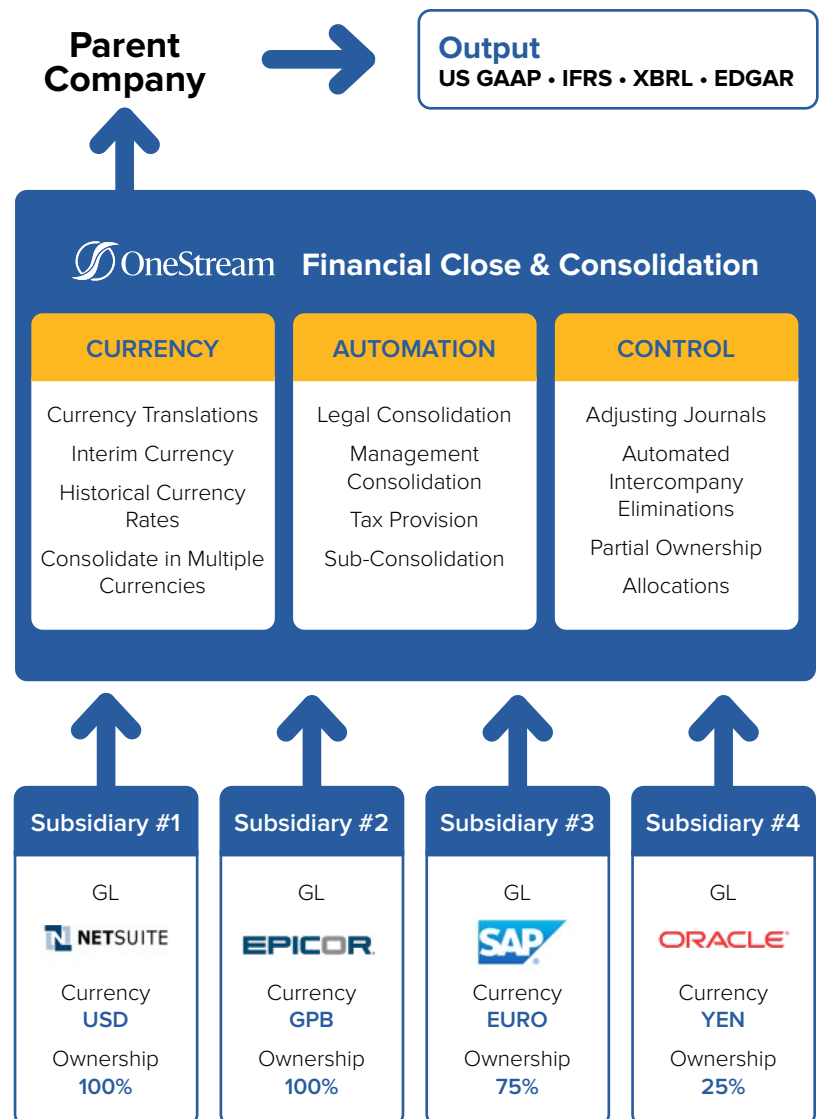 Parent
Company
Output
US GAAP • IFRS • XBRL • EDGAR
OneStream Financial Close & Consolidation
CURRENCY
Currency Translations
Interim Currency
Historical Currency
Rates
Consolidate in Multiple
Currencies
AUTOMATION
Legal Consolidation
Management
Consolidation
Tax Provision
Sub-Consolidation
CONTROL
Adjusting Journals
Automated
Intercompany
Eliminations
Partial Ownership
Allocations
Subsidiary #1
GL
NETSUITE
Currency
USD
Ownership
100%
Subsidiary #2
GL
EPICOR
Currency
GPB
Ownership
100%
Subsidiary #3
GL
SAP
Currency
EURO
Ownership
75%
Subsidiary #4
GL
ORACLE
Currency
YEN
Ownership
25%